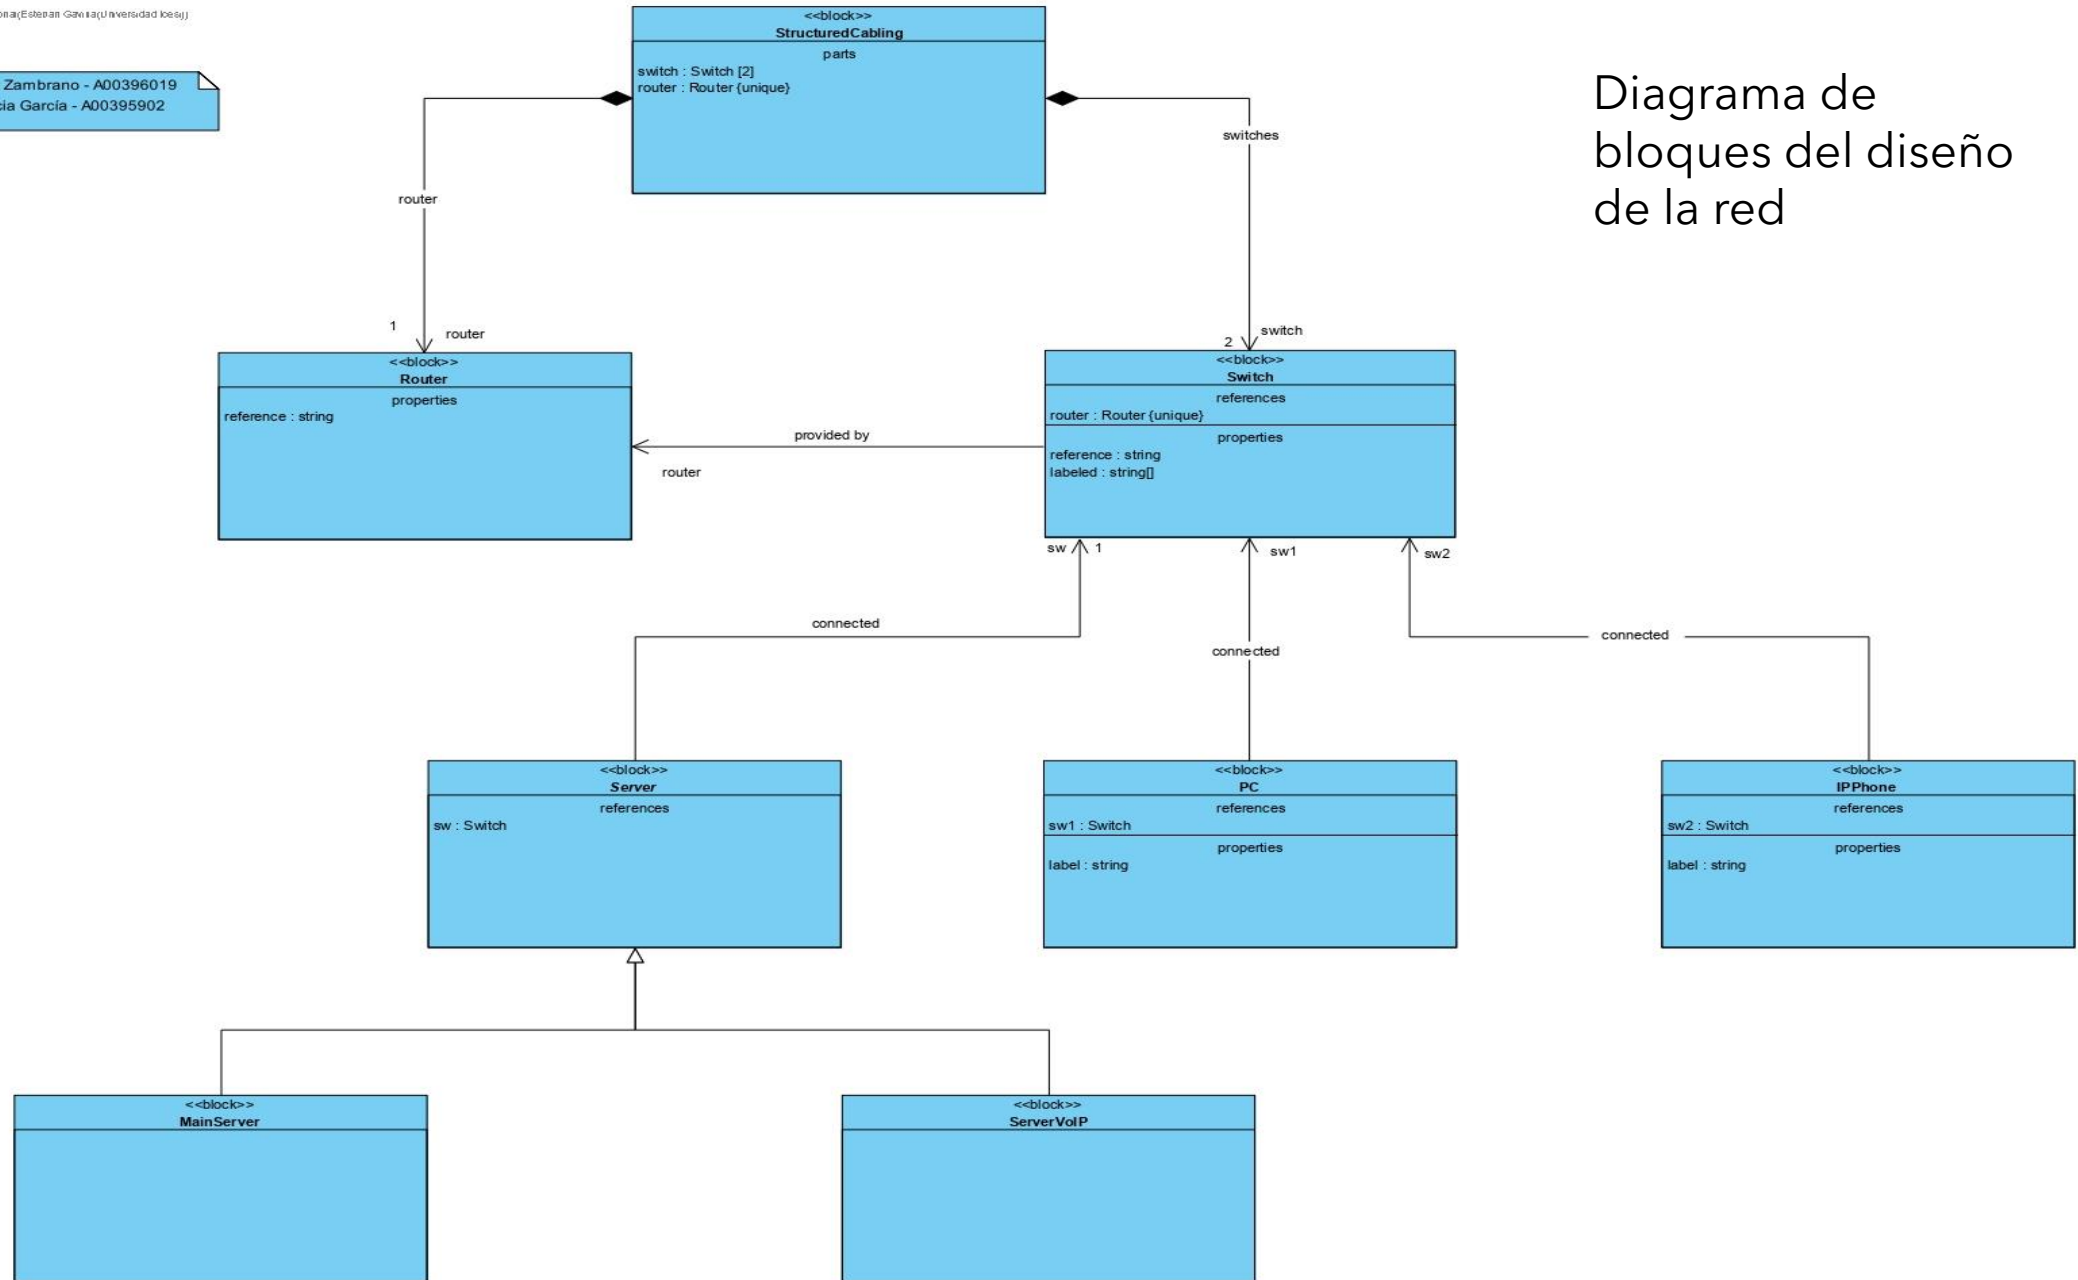 Zambrano - A00396019
García - A00395902
<<block>>
StructuredCabling
parts
switch : Switch [2]
router : Router {unique}
Diagrama de
bloques del diseño
de la red
switches
router
1
router
switch
2
<<block>>
Router
properties
reference : string
<<block>>
Switch
references
router : Router {unique}
properties
reference : string
labeled : string[]
provided by
router
sw
1
sw1
sw2
connected
connected
connected
<<block>>
Server
references
sw : Switch
<<block>>
PC
references
sw1 : Switch
properties
label : string
<<block>>
IPPhone
references
sw2 : Switch
properties
label : string
<<block>>
MainServer
<<block>>
ServerVoIP